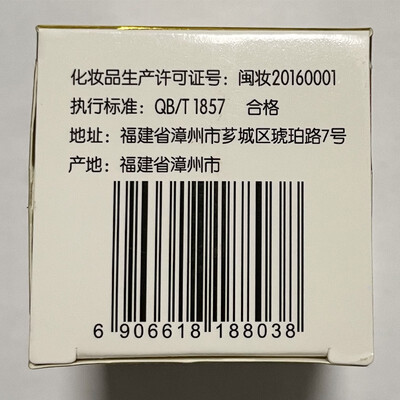 化妆品生产许可证号：闽妆20160001
执行标准：QB/T 1857 合格
地址：福建省漳州市芗城区琥珀路7号
产地：福建省漳州市
6 906618 188038